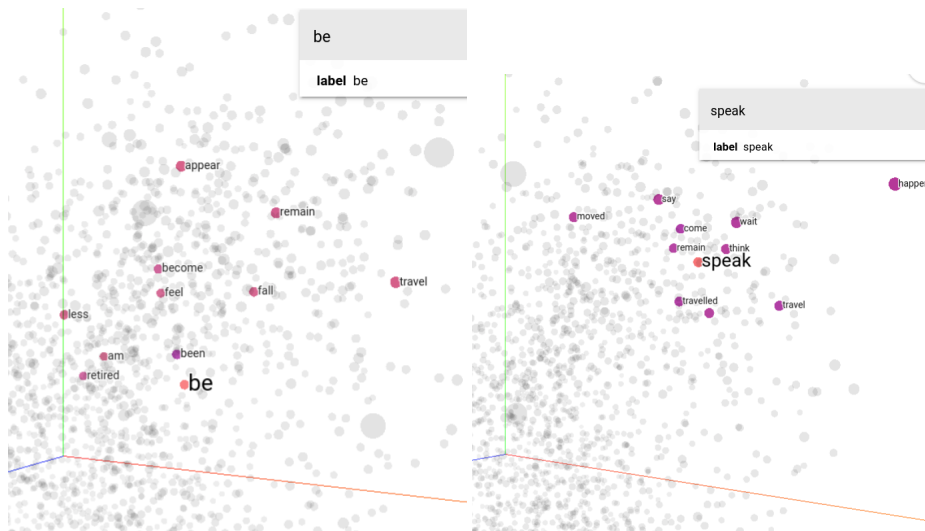 be
label be
appear
remain
become
travel
feel
fall
less
am
been
retired
be
speak
label speak
happen
say
moved
wait
come
remain
think
speak
travelled
travel